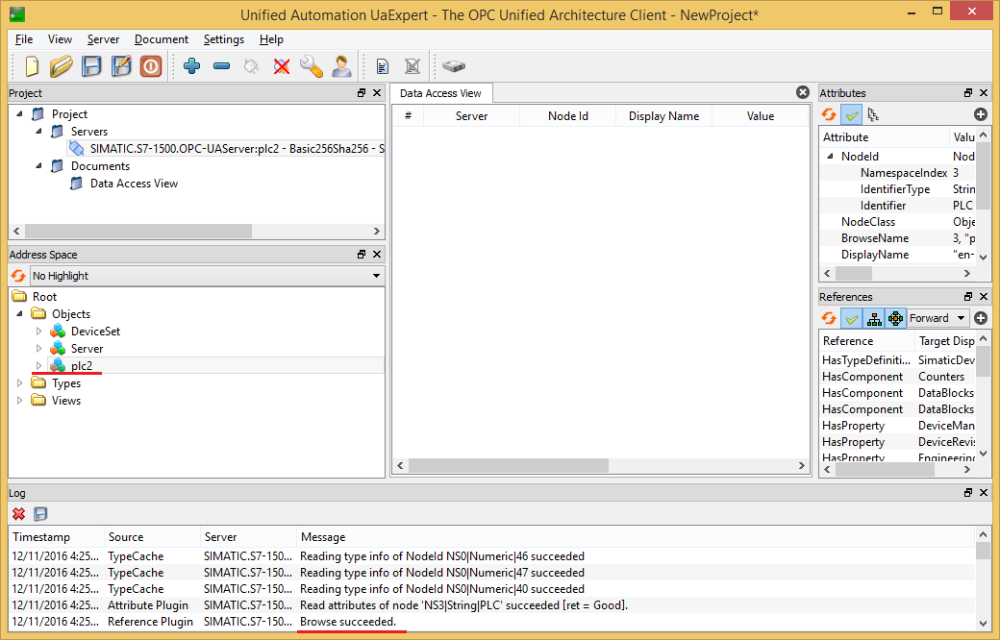 Unified Automation UaExpert - The OPC Unified Architecture Client - NewProject*
File View Server Document Settings Help
Project
Project
Servers
SIMATIC.S7-1500.OPC-UAServer:plc2 - Basic256Sha256 - S
Documents
Data Access View
Address Space
No Highlight
Root
Objects
DeviceSet
Server
plc2
Types
Views
Data Access View
# Server Node Id Display Name Value
Attributes
Attribute Valu
NodeId Nod
NamespaceIndex 3
IdentifierType Strin
Identifier PLC
NodeClass Obje
BrowseName 3, "p
DisplayName "en-
References
Forward
Reference Target Disp
HasTypeDefiniti... SimaticDev
HasComponent Counters
HasComponent DataBlocks
HasComponent DataBlocks
HasProperty DeviceMan
HasProperty DeviceRevis
HasProperty Engineering
Log
Timestamp Source Server Message
12/11/2016 4:25... TypeCache SIMATIC.S7-150... Reading type info of NodeId NS0|Numeric|46 succeeded
12/11/2016 4:25... TypeCache SIMATIC.S7-150... Reading type info of NodeId NS0|Numeric|47 succeeded
12/11/2016 4:25... TypeCache SIMATIC.S7-150... Reading type info of NodeId NS0|Numeric|40 succeeded
12/11/2016 4:25... Attribute Plugin SIMATIC.S7-150... Read attributes of node 'NS3|String|PLC' succeeded [ret = Good].
12/11/2016 4:25... Reference Plugin SIMATIC.S7-150... Browse succeeded.